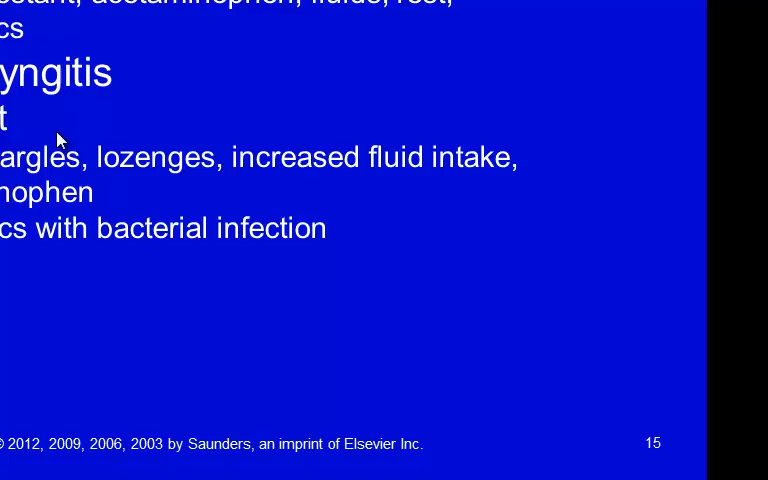 acetaminophen, fluids, rest,
cs
yngitis
t
argles, lozenges, increased fluid intake,
nophen
cs with bacterial infection
© 2012, 2009, 2006, 2003 by Saunders, an imprint of Elsevier Inc.
15